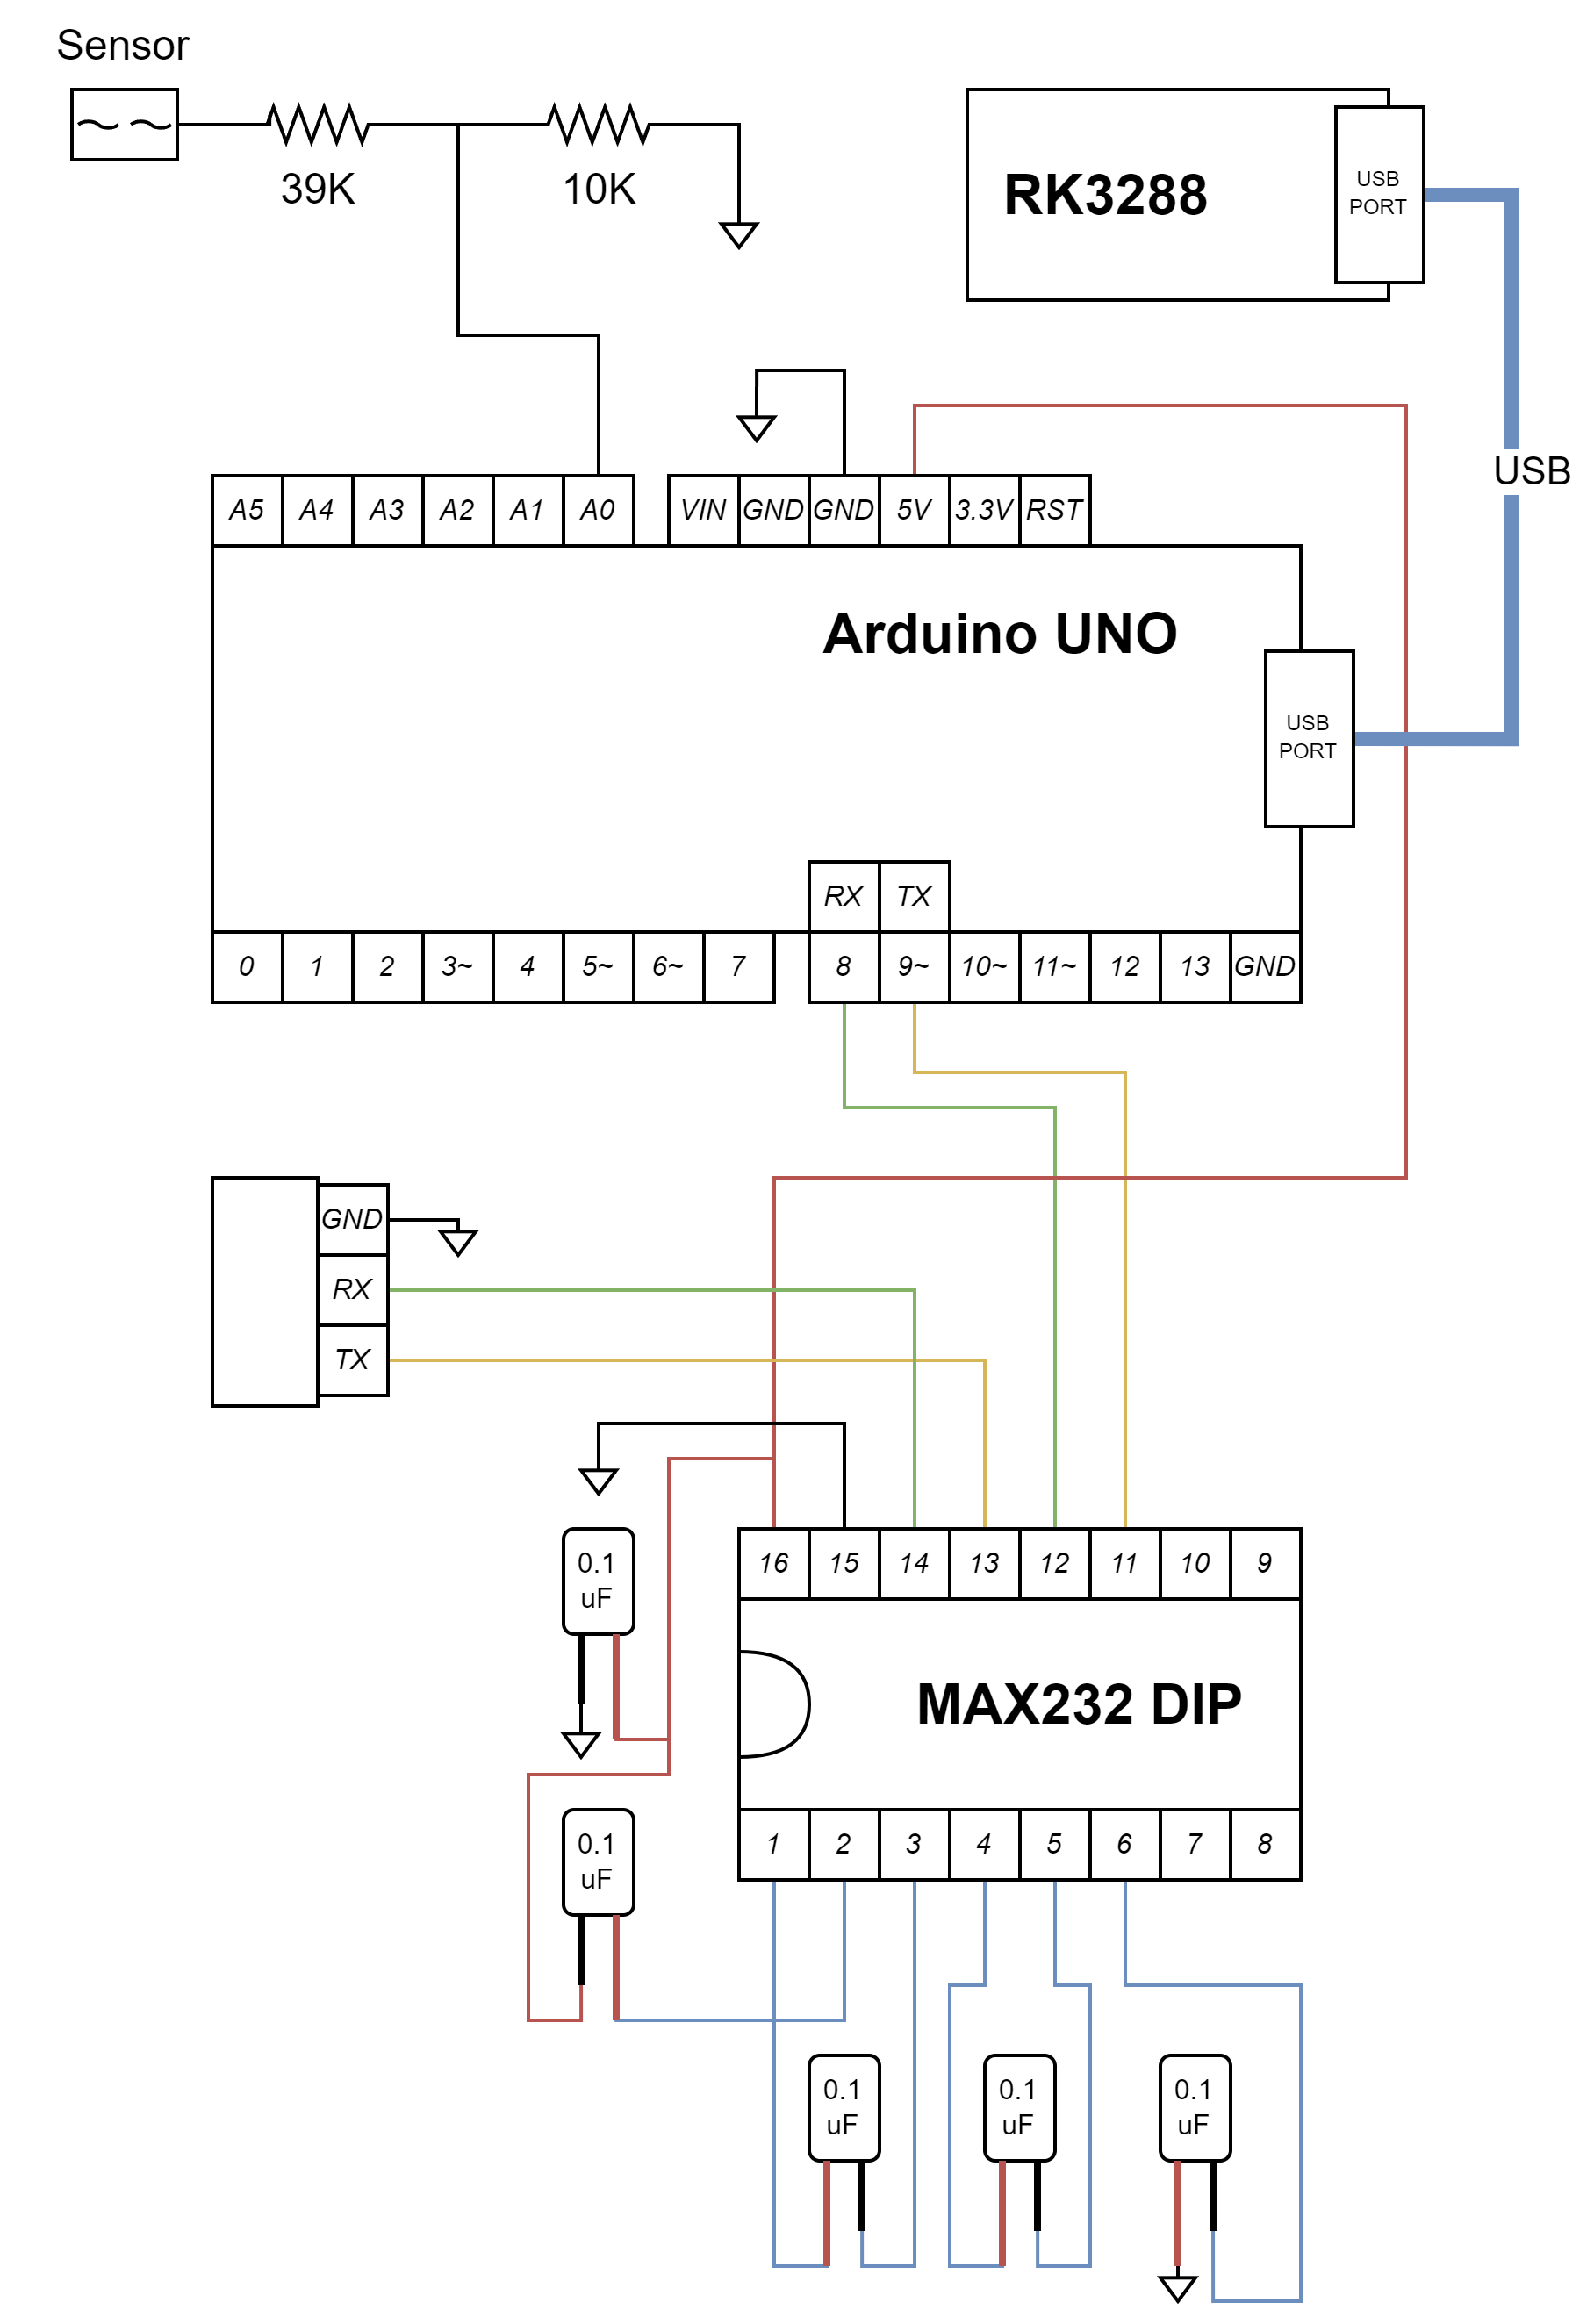 Sensor
39K
10K
RK3288
USB
PORT
USB
A5 A4 A3 A2 A1 A0 VIN GND GND 5V 3.3V RST
Arduino UNO
USB
PORT
RX TX
0 1 2 3~ 4 5~ 6~ 7 8 9~ 10~ 11~ 12 13 GND
GND
RX
TX
0.1
uF
16 15 14 13 12 11 10 9
MAX232 DIP
1 2 3 4 5 6 7 8
0.1
uF
0.1
uF
0.1
uF
0.1
uF